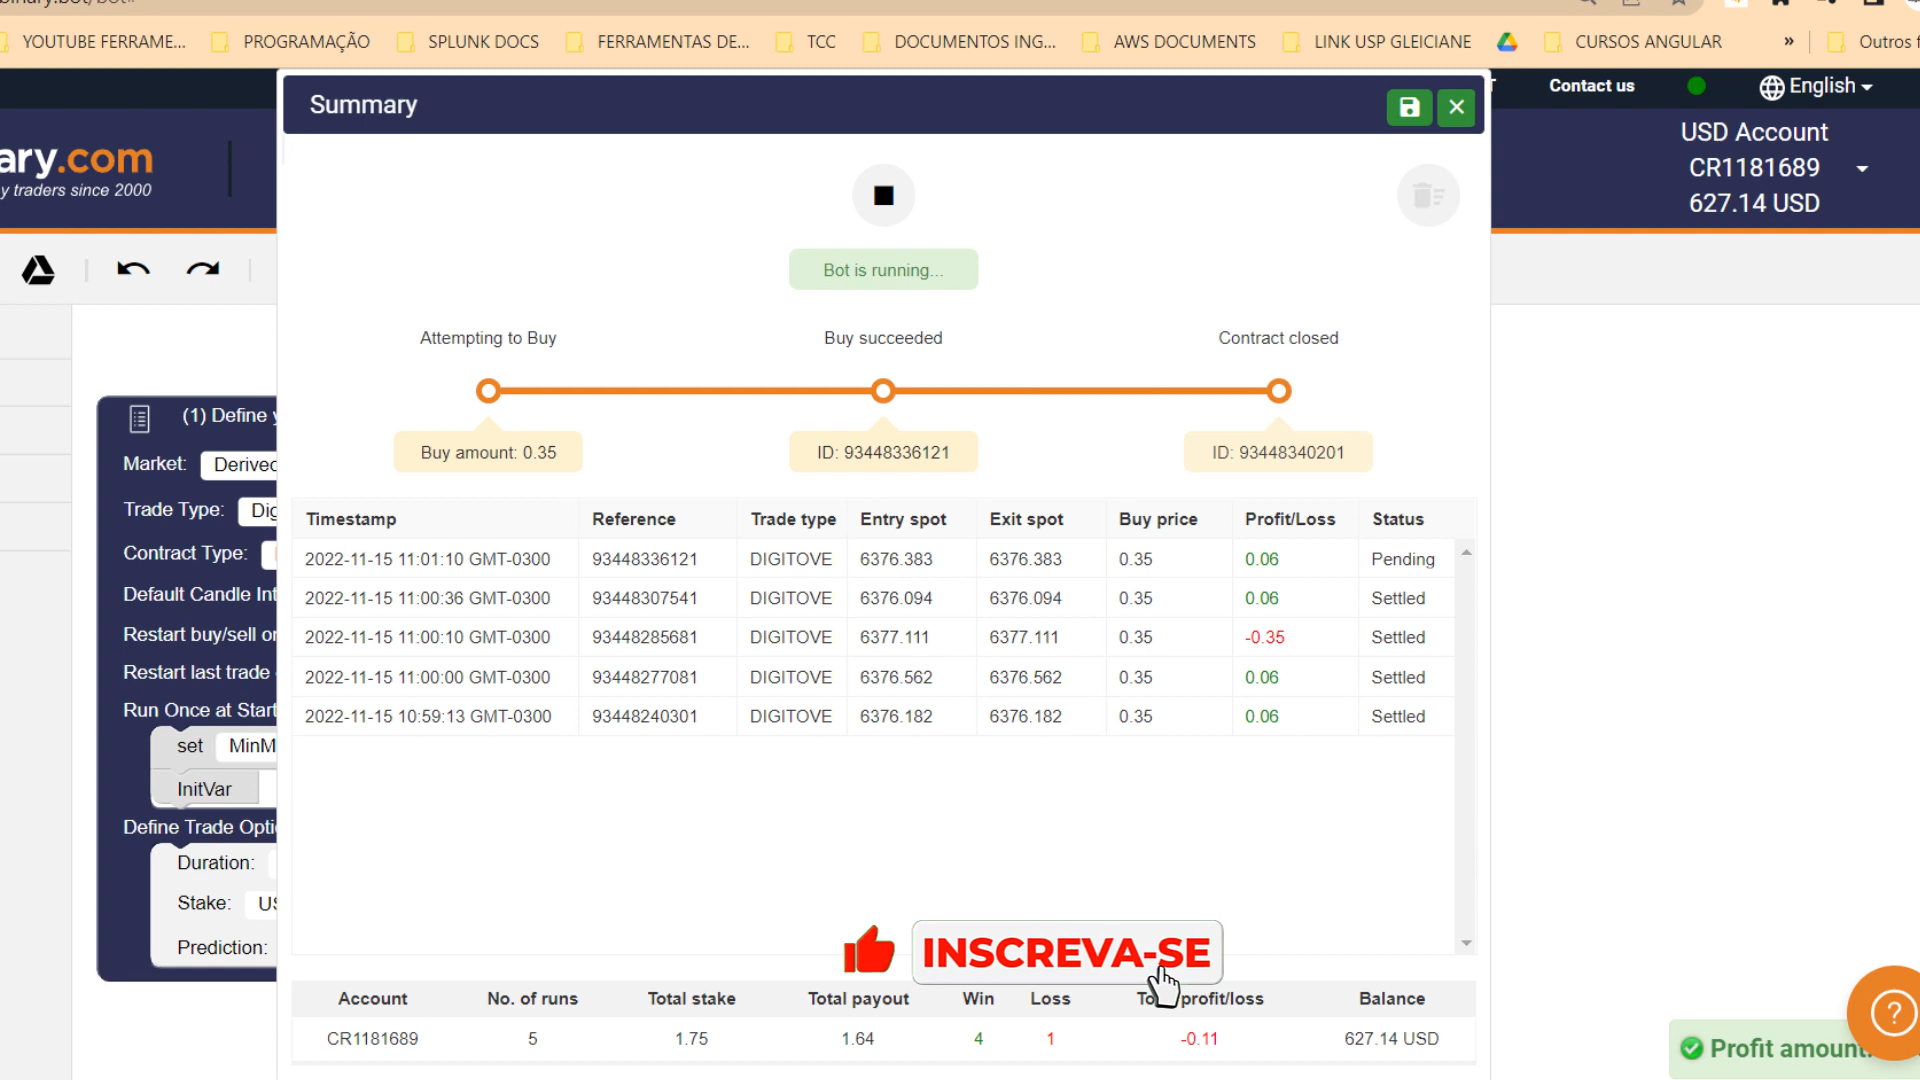 YOUTUBE FERRAME... PROGRAMAÇÃO SPLUNK DOCS FERRAMENTAS DE... TCC DOCUMENTOS ING... AWS DOCUMENTS LINK USP GLEICIANE CURSOS ANGULAR » Outros f
Summary
Contact us English
ary.com
y traders since 2000
USD Account
CR1181689
627.14 USD
Bot is running...
Attempting to Buy Buy succeeded Contract closed
Buy amount: 0.35 ID: 93448336121 ID: 93448340201
(1) Define y
Market: Derived
Trade Type: Dig
Contract Type:
Default Candle Int
Restart buy/sell or
Restart last trade
Run Once at Start
set MinM
InitVar
Define Trade Opti
Duration:
Stake: US
Prediction:
Timestamp Reference Trade type Entry spot Exit spot Buy price Profit/Loss Status
2022-11-15 11:01:10 GMT-0300 93448336121 DIGITOVE 6376.383 6376.383 0.35 0.06 Pending
2022-11-15 11:00:36 GMT-0300 93448307541 DIGITOVE 6376.094 6376.094 0.35 0.06 Settled
2022-11-15 11:00:10 GMT-0300 93448285681 DIGITOVE 6377.111 6377.111 0.35 -0.35 Settled
2022-11-15 11:00:00 GMT-0300 93448277081 DIGITOVE 6376.562 6376.562 0.35 0.06 Settled
2022-11-15 10:59:13 GMT-0300 93448240301 DIGITOVE 6376.182 6376.182 0.35 0.06 Settled
INSCREVA-SE
Account No. of runs Total stake Total payout Win Loss profit/loss Balance
CR1181689 5 1.75 1.64 4 1 -0.11 627.14 USD
Profit amount:
?